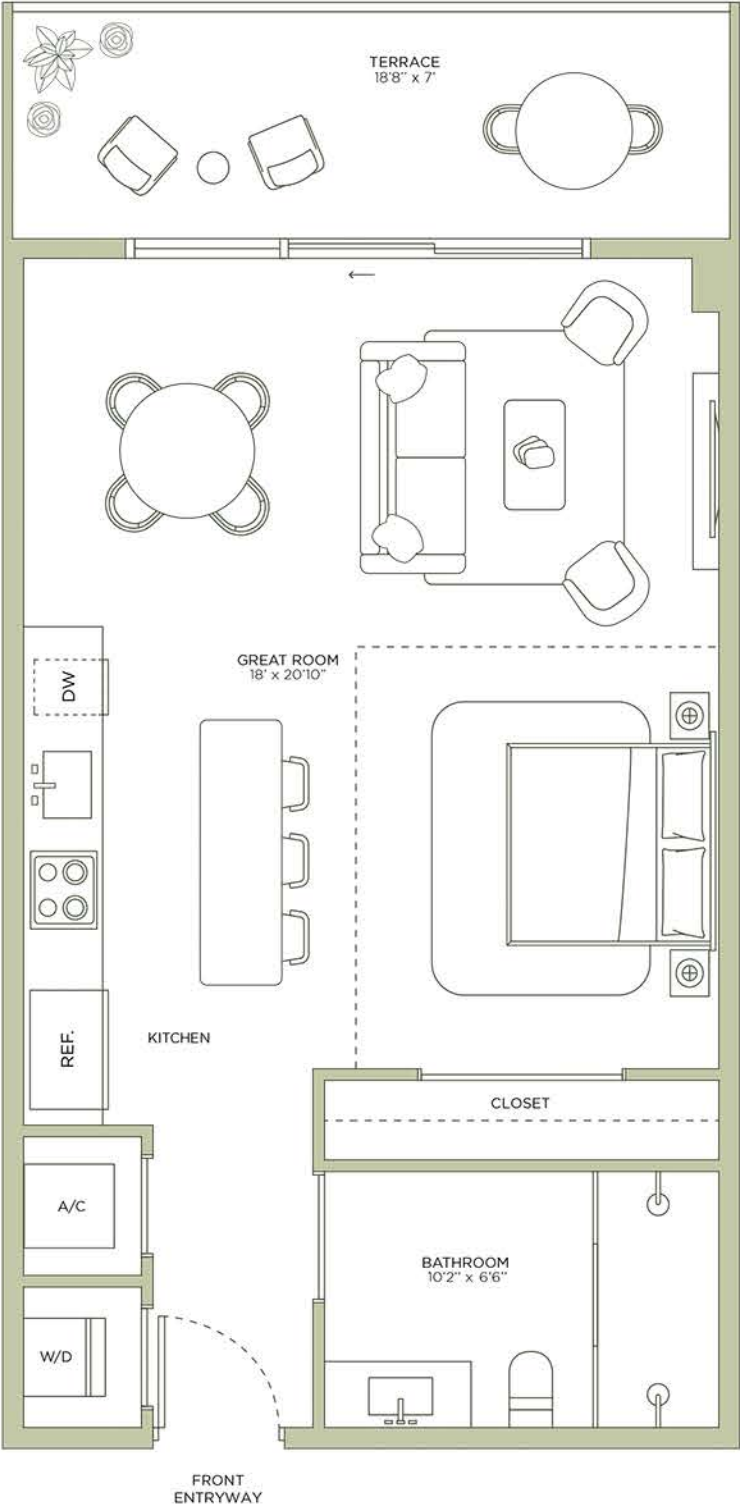 TERRACE
18'8" x 7'
GREAT ROOM
18' x 20'10"
DW
REF.
KITCHEN
CLOSET
A/C
BATHROOM
10'2" x 6'6"
W/D
FRONT
ENTRYWAY